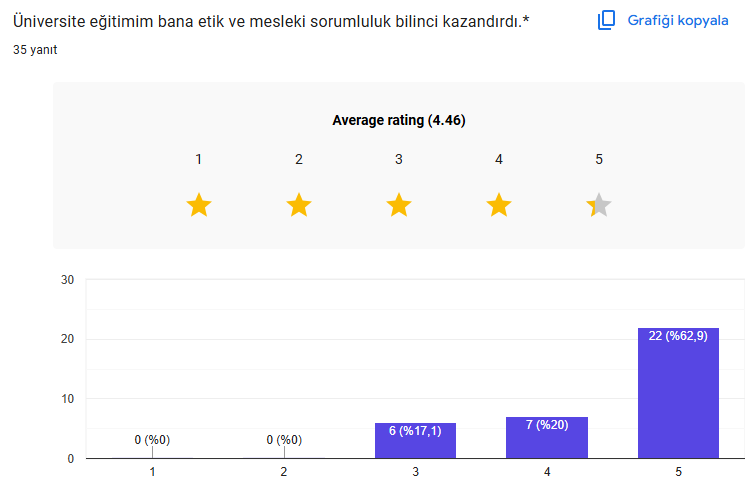 Üniversite eğitimim bana etik ve mesleki sorumluluk bilinci kazandırdı.*
Grafiği kopyala
35 yanıt
Average rating (4.46)
1 2 3 4 5
30
20
10
0
0 (%0) 0 (%0) 6 (%17,1) 7 (%20) 22 (%62,9)
1 2 3 4 5